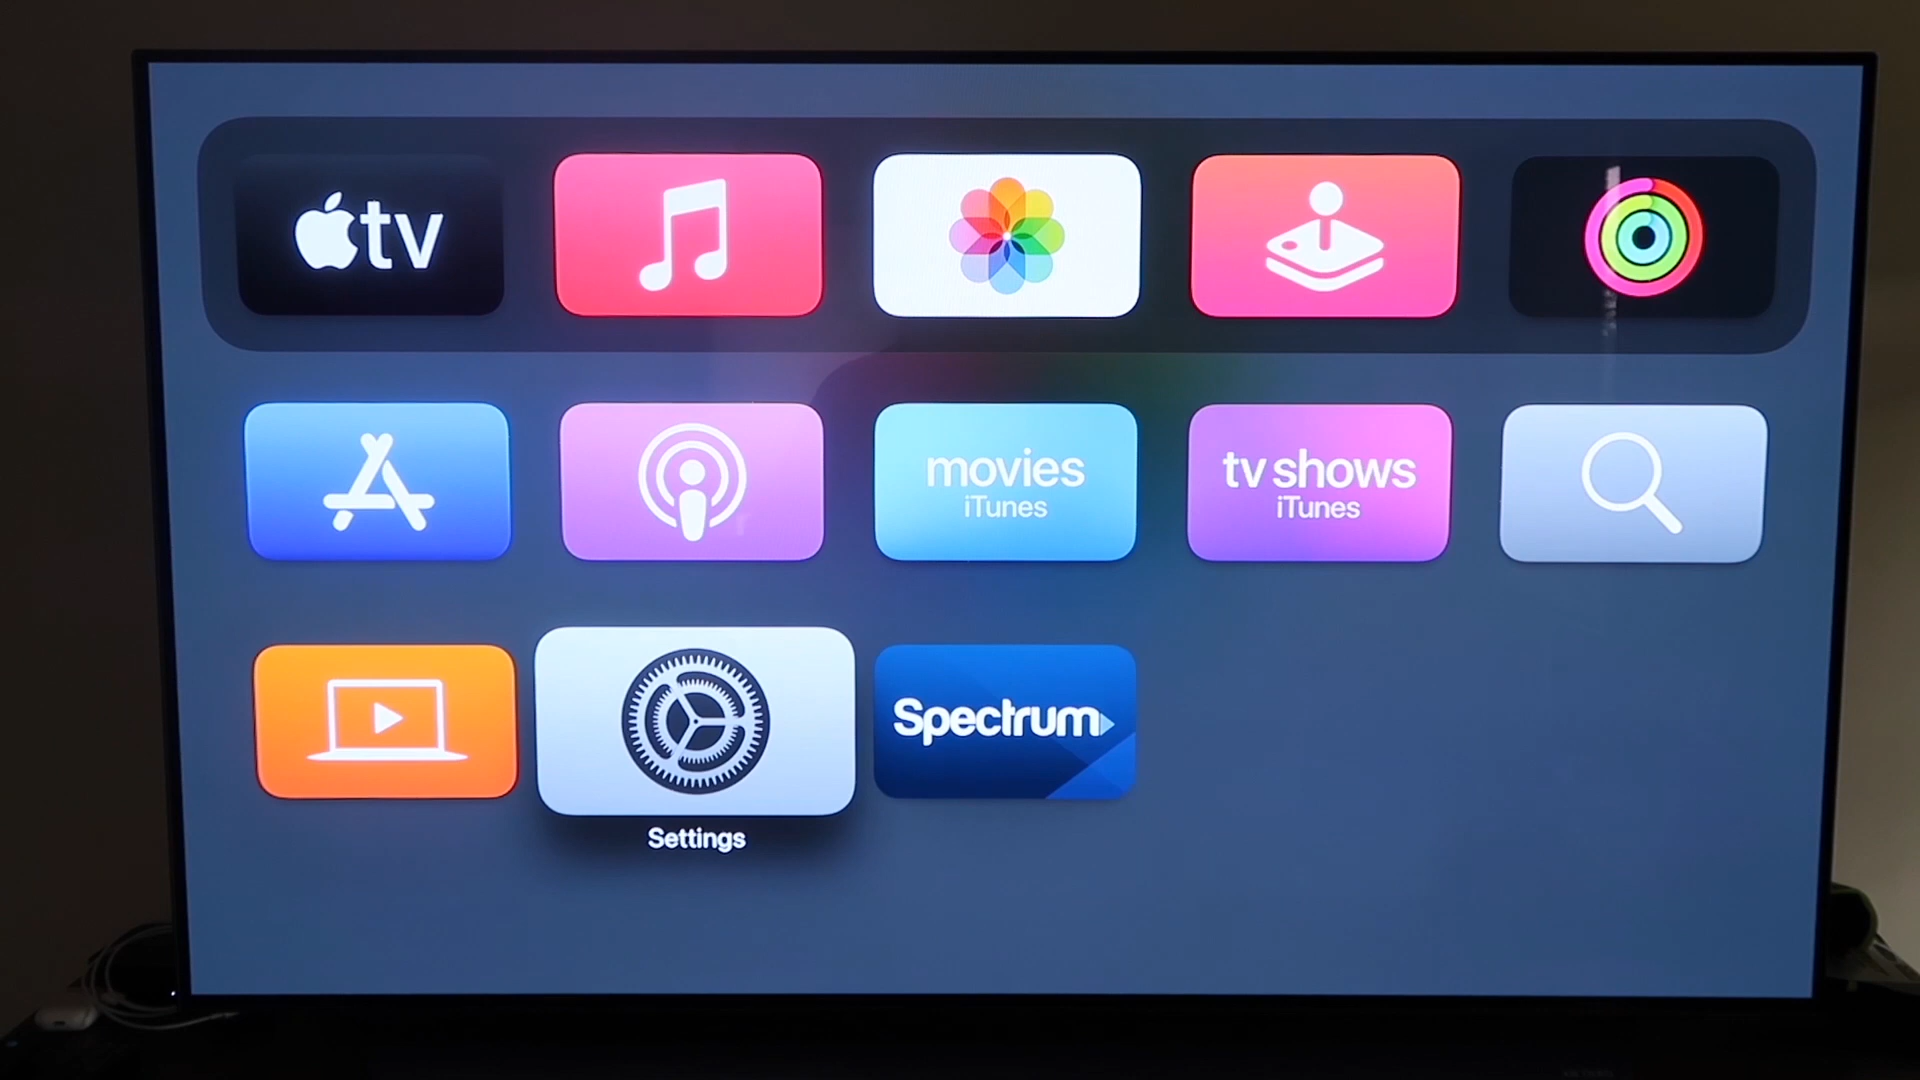 tv
movies
iTunes
tv shows
iTunes
Spectrum
Settings